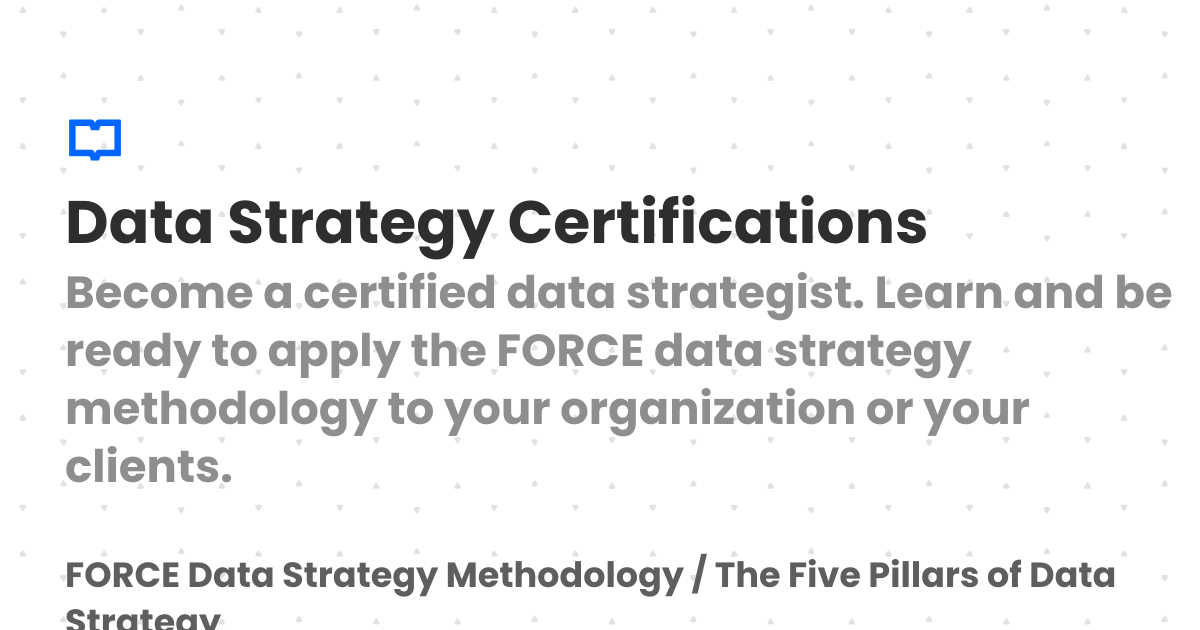 Data Strategy Certifications
Become a certified data strategist. Learn and be
ready to apply the FORCE data strategy
methodology to your organization or your
clients.
FORCE Data Strategy Methodology / The Five Pillars of Data
Strategy